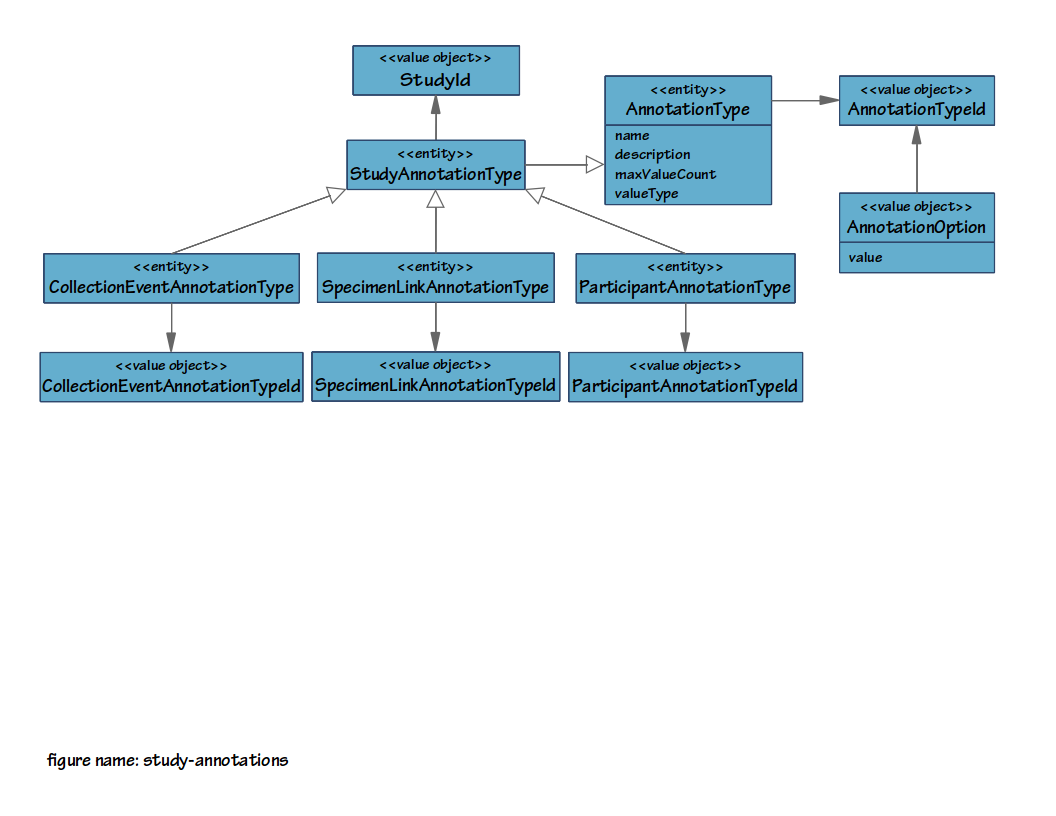 <<value object>>
StudyId
<<entity>>
AnnotationType
name
description
maxValueCount
valueType
<<value object>>
AnnotationTypeId
<<entity>>
StudyAnnotationType
<<value object>>
AnnotationOption
value
<<entity>>
CollectionEventAnnotationType
<<entity>>
SpecimenLinkAnnotationType
<<entity>>
ParticipantAnnotationType
<<value object>>
CollectionEventAnnotationTypeId
<<value object>>
SpecimenLinkAnnotationTypeId
<<value object>>
ParticipantAnnotationTypeId
figure name: study-annotations